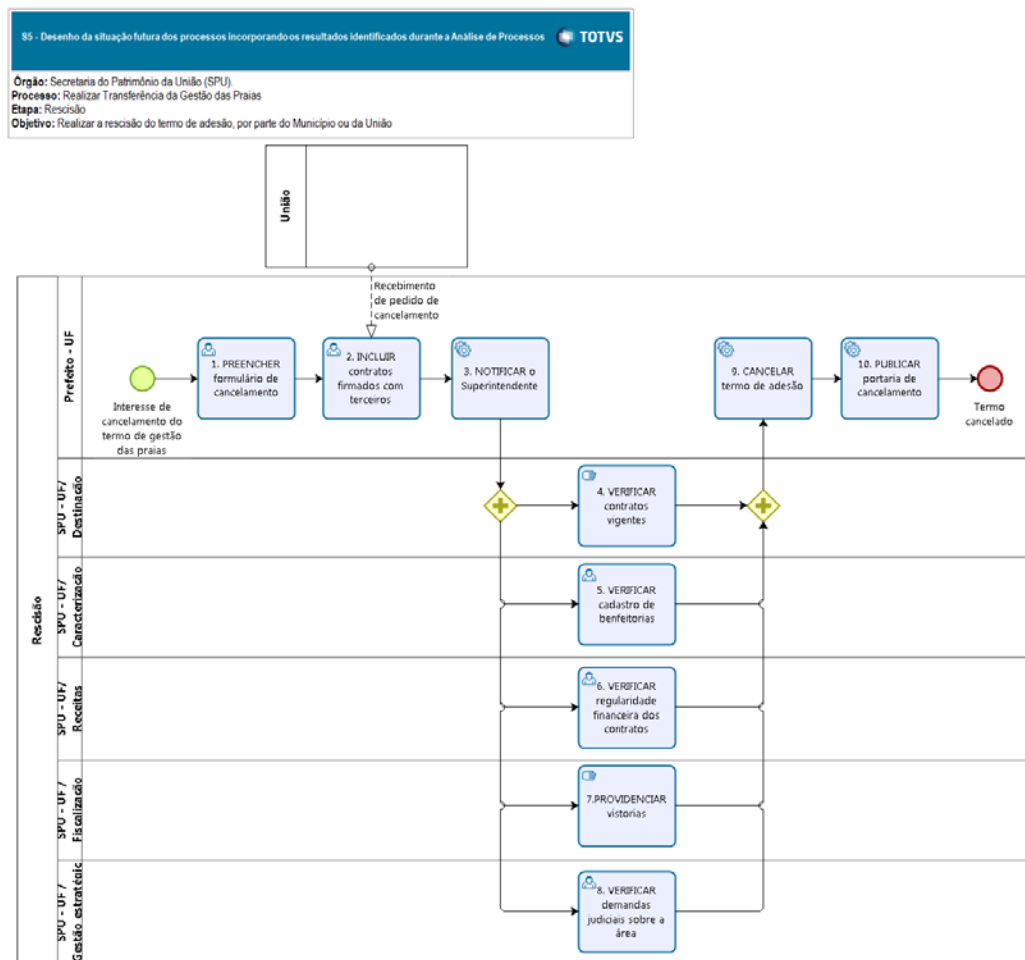 S5 - Desenho da situação futura dos processos incorporando os resultados identificados durante a Análise de Processos
TOTVS
Órgão: Secretaria do Patrimônio da União (SPU).
Processo: Realizar Transferência da Gestão das Praias
Etapa: Rescisão
Objetivo: Realizar a rescisão do termo de adesão, por parte do Município ou da União
União
Recebimento
de pedido de
cancelamento
Rescisão
Prefeito - UF
Interesse de
cancelamento do
termo de gestão
das praias
1. PREENCHER
formulário de
cancelamento
2. INCLUIR
contratos
firmados com
terceiros
3. NOTIFICAR o
Superintendente
9. CANCELAR
termo de adesão
10. PUBLICAR
portaria de
cancelamento
Termo
cancelado
SPU - UF/
Destinação
4. VERIFICAR
contratos
vigentes
SPU - UF/
Caracterização
5. VERIFICAR
cadastro de
benfeitorias
SPU - UF/
Receitas
6. VERIFICAR
regularidade
financeira dos
contratos
SPU - UF /
Fiscalização
7.PROVIDENCIAR
vistorias
SPU - UF /
Gestão estratégic
8. VERIFICAR
demandas
judiciais sobre a
área